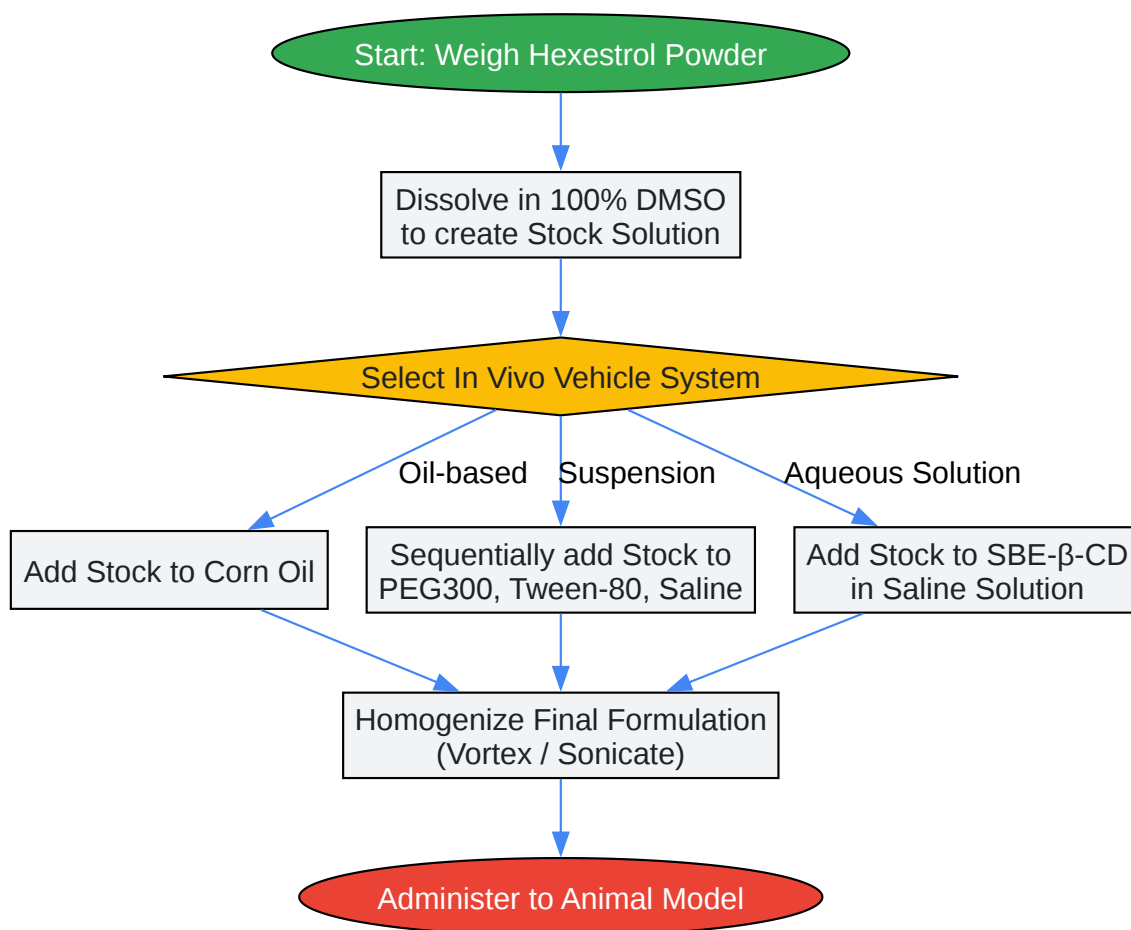 Start: Weigh Hexestrol Powder
Dissolve in 100% DMSO
to create Stock Solution
Select In Vivo Vehicle System
Oil-based
Suspension
Aqueous Solution
Add Stock to Corn Oil
Sequentially add Stock to
PEG300, Tween-80, Saline
Add Stock to SBE-β-CD
in Saline Solution
Homogenize Final Formulation
(Vortex / Sonicate)
Administer to Animal Model